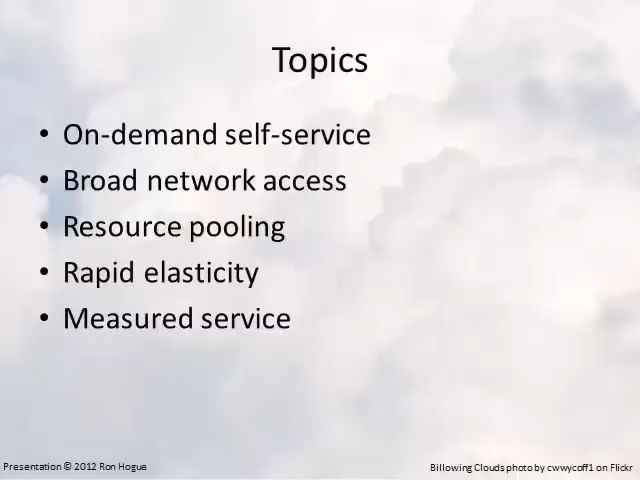 Topics
• On-demand self-service
• Broad network access
• Resource pooling
• Rapid elasticity
• Measured service
Presentation © 2012 Ron Hogue
Billowing Clouds photo by cwwycoff1 on Flickr